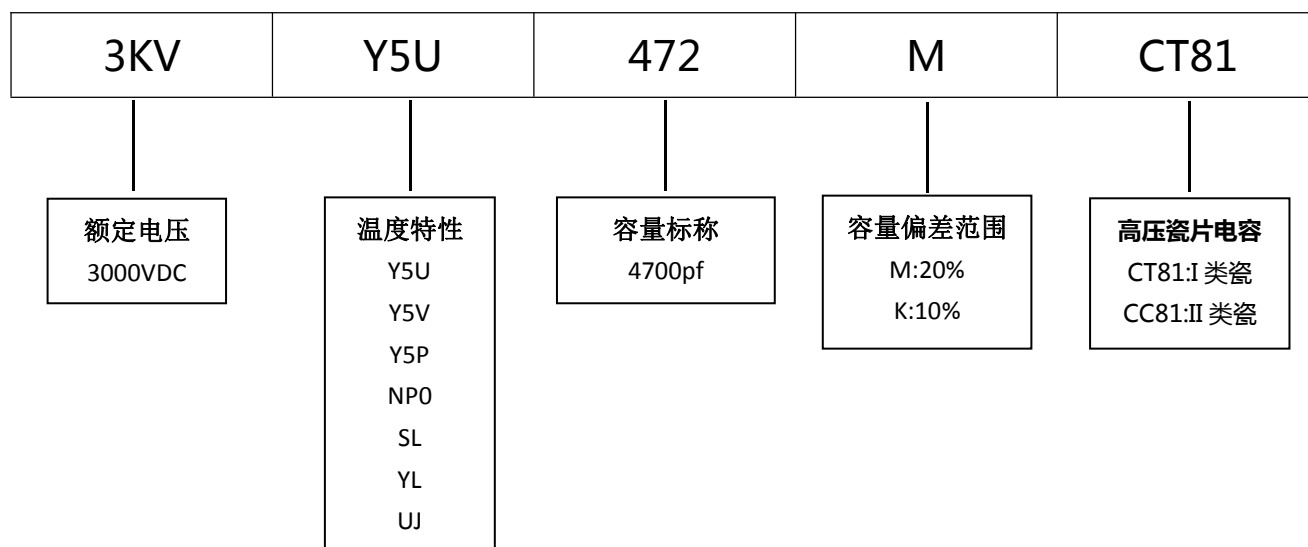 3KV Y5U 472 M CT81
额定电压
3000VDC
温度特性
Y5U
Y5V
Y5P
NP0
SL
YL
UJ
容量标称
4700pf
容量偏差范围
M:20%
K:10%
高压瓷片电容
CT81:I 类瓷
CC81:II 类瓷